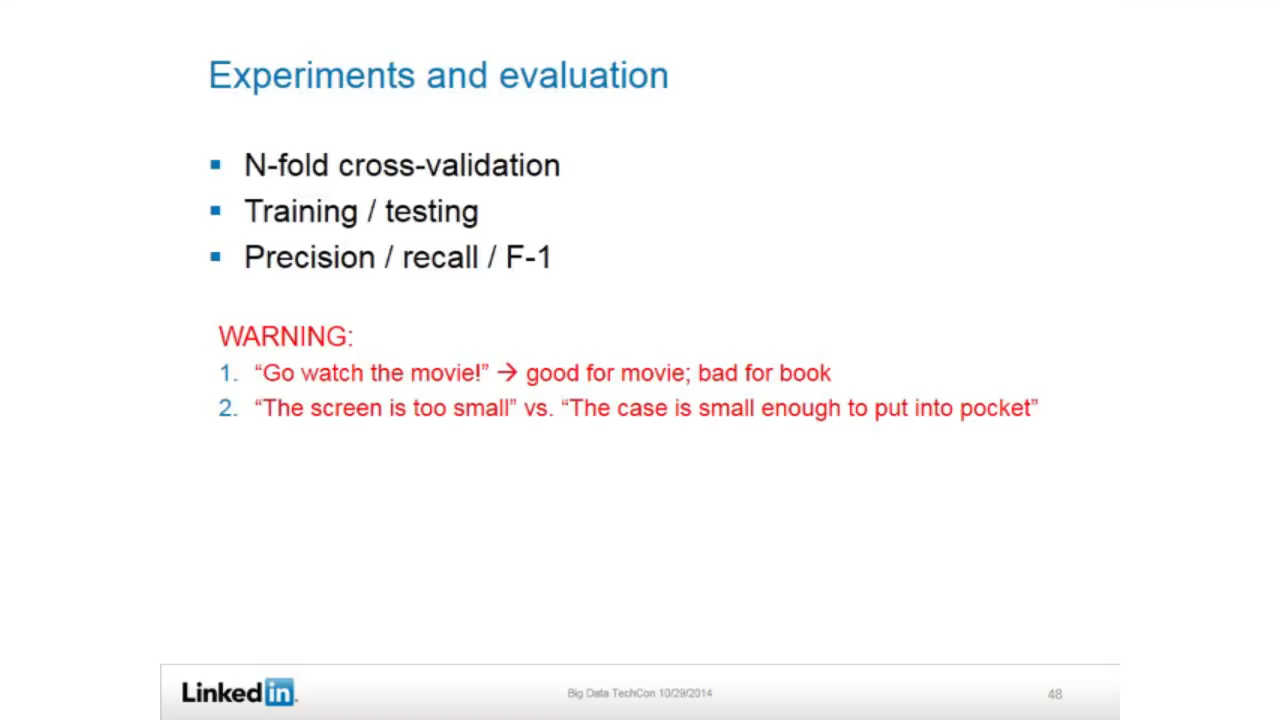 Experiments and evaluation
▪ N-fold cross-validation
▪ Training / testing
▪ Precision / recall / F-1
WARNING:
1. “Go watch the movie!” → good for movie; bad for book
2. “The screen is too small” vs. “The case is small enough to put into pocket”
Linked in.
Big Data TechCon 10/29/2014
48